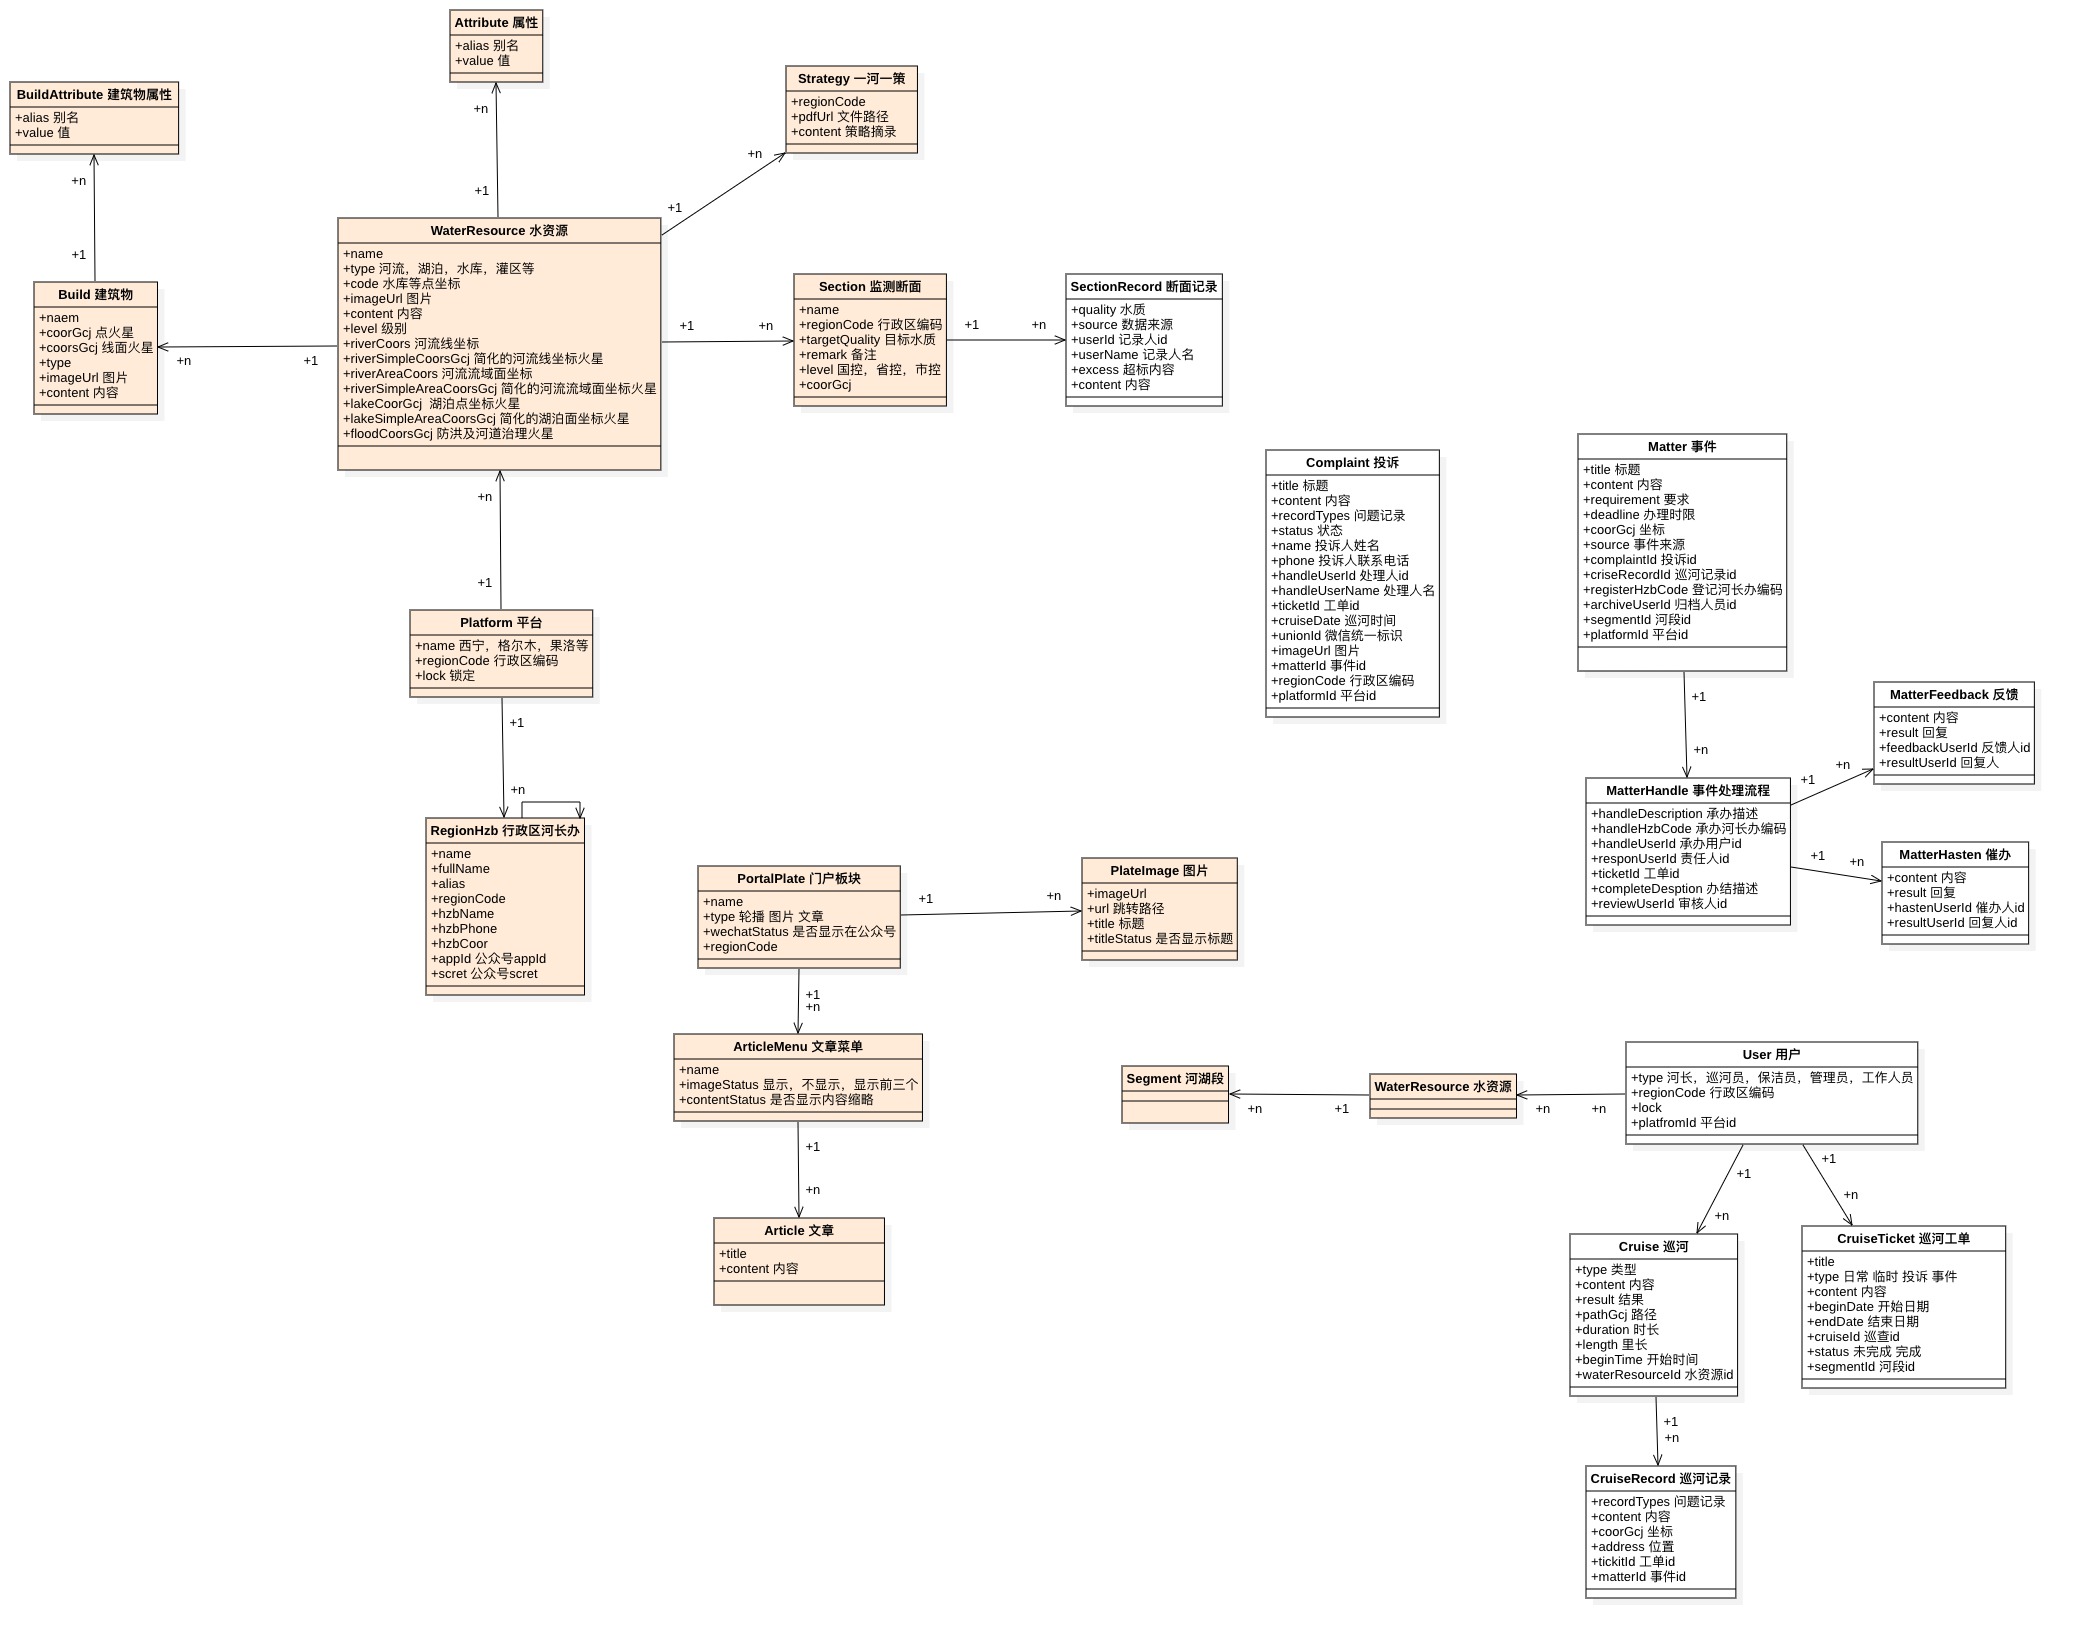 Attribute 属性
+alias 别名
+value 值
+n
+1
BuildAttribute 建筑物属性
+alias 别名
+value 值
+n
+1
Strategy 一河一策
+regionCode
+pdfUrl 文件路径
+content 策略摘录
+n
+1
WaterResource 水资源
+name
+type 河流，湖泊，水库，灌区等
+code 水库等点坐标
+imageUrl 图片
+content 内容
+level 级别
+riverCoors 河流线坐标
+riverSimpleCoorsGcj 简化的河流线坐标火星
+riverAreaCoors 河流流域面坐标
+riverSimpleAreaCoorsGcj 简化的河流流域面坐标火星
+lakeCoorGcj  湖泊点坐标火星
+lakeSimpleAreaCoorsGcj 简化的湖泊面坐标火星
+floodCoorsGcj 防洪及河道治理火星
Build 建筑物
+naem
+coorGcj 点火星
+coorsGcj 线面火星
+type
+imageUrl 图片
+content 内容
+n
+1
+1
+n
Section 监测断面
+name
+regionCode 行政区编码
+targetQuality 目标水质
+remark 备注
+level 国控，省控，市控
+coorGcj
+1
+n
SectionRecord 断面记录
+quality 水质
+source 数据来源
+userId 记录人id
+userName 记录人名
+excess 超标内容
+content 内容
+n
+1
Platform 平台
+name 西宁，格尔木，果洛等
+regionCode 行政区编码
+lock 锁定
+1
+n
RegionHzb 行政区河长办
+name
+fullName
+alias
+regionCode
+hzbName
+hzbPhone
+hzbCoor
+appId 公众号appId
+scret 公众号scret
Complaint 投诉
+title 标题
+content 内容
+recordTypes 问题记录
+status 状态
+name 投诉人姓名
+phone 投诉人联系电话
+handleUserId 处理人id
+handleUserName 处理人名
+ticketId 工单id
+cruiseDate 巡河时间
+unionId 微信统一标识
+imageUrl 图片
+matterId 事件id
+regionCode 行政区编码
+platformId 平台id
Matter 事件
+title 标题
+content 内容
+requirement 要求
+deadline 办理时限
+coorGcj 坐标
+source 事件来源
+complaintId 投诉id
+criseRecordId 巡河记录id
+registerHzbCode 登记河长办编码
+archiveUserId 归档人员id
+segmentId 河段id
+platformId 平台id
+1
+n
MatterHandle 事件处理流程
+handleDescription 承办描述
+handleHzbCode 承办河长办编码
+handleUserId 承办用户id
+responUserId 责任人id
+ticketId 工单id
+completeDesption 办结描述
+reviewUserId 审核人id
+1
+n
MatterFeedback 反馈
+content 内容
+result 回复
+feedbackUserId 反馈人id
+resultUserId 回复人
+1
+n
MatterHasten 催办
+content 内容
+result 回复
+hastenUserId 催办人id
+resultUserId 回复人id
PortalPlate 门户板块
+name
+type 轮播 图片 文章
+wechatStatus 是否显示在公众号
+regionCode
+1
+n
PlateImage 图片
+imageUrl
+url 跳转路径
+title 标题
+titleStatus 是否显示标题
+1
+n
ArticleMenu 文章菜单
+name
+imageStatus 显示，不显示，显示前三个
+contentStatus 是否显示内容缩略
+1
+n
Article 文章
+title
+content 内容
Segment 河湖段
+n
+1
WaterResource 水资源
+n
+n
User 用户
+type 河长，巡河员，保洁员，管理员，工作人员
+regionCode 行政区编码
+lock
+platfromId 平台id
+1
+n
+1
+n
Cruise 巡河
+type 类型
+content 内容
+result 结果
+pathGcj 路径
+duration 时长
+length 里长
+beginTime 开始时间
+waterResourceId 水资源id
CruiseTicket 巡河工单
+title
+type 日常 临时 投诉 事件
+content 内容
+beginDate 开始日期
+endDate 结束日期
+cruiseId 巡查id
+status 未完成 完成
+segmentId 河段id
+1
+n
CruiseRecord 巡河记录
+recordTypes 问题记录
+content 内容
+coorGcj 坐标
+address 位置
+tickitId 工单id
+matterId 事件id